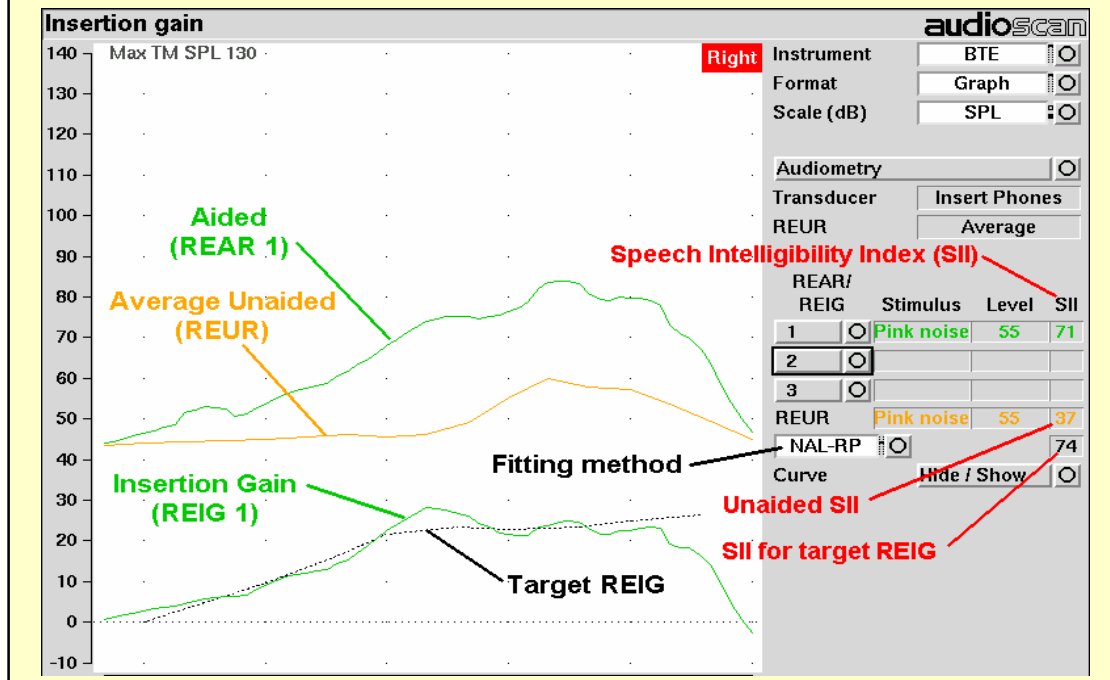 Insertion gain
audioscan
140
Max TM SPL 130
Right
Instrument BTE
130
Format Graph
120
Scale (dB) SPL
110
Audiometry
Transducer Insert Phones
100
Aided
(REAR 1)
REUR Average
90
Speech Intelligibility Index (SII)
80
Average Unaided
(REUR)
REAR/
REIG Stimulus Level SII
1 Pink noise 55 71
70
2
60
3
50
REUR Pink noise 55 37
40
NAL-RP 74
Fitting method
Curve Hide / Show
30
Insertion Gain
(REIG 1)
Unaided SII
20
SII for target REIG
10
Target REIG
0
-10